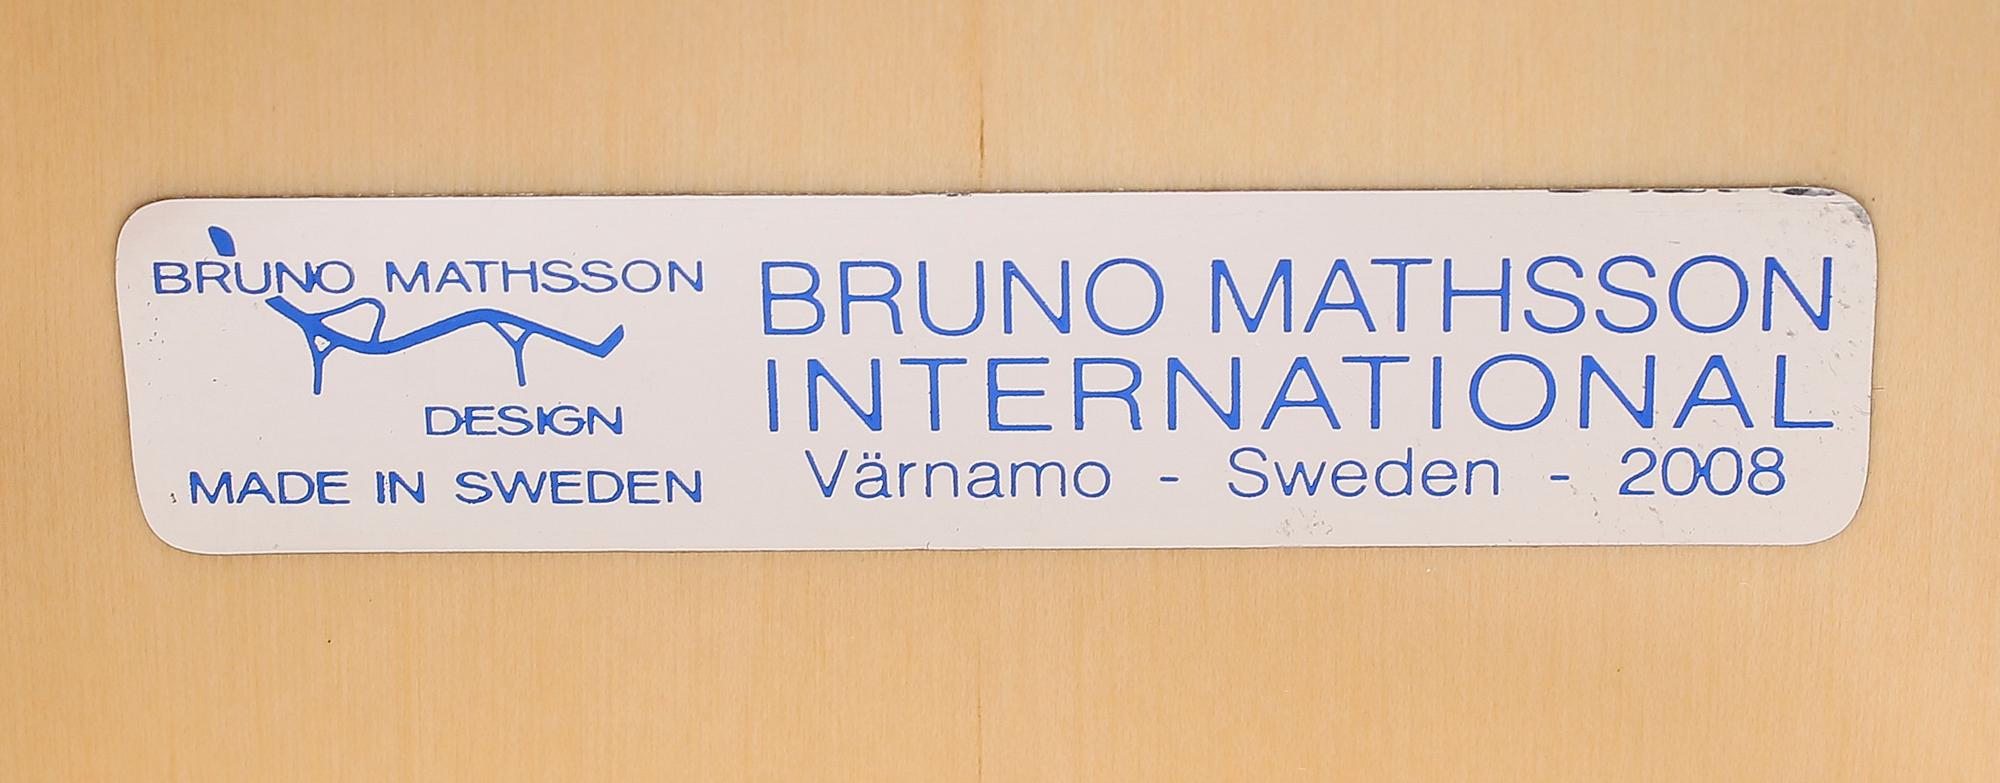 BRUNO MATHSSON
DESIGN
MADE IN SWEDEN
BRUNO MATHSSON
INTERNATIONAL
Värnamo - Sweden - 2008